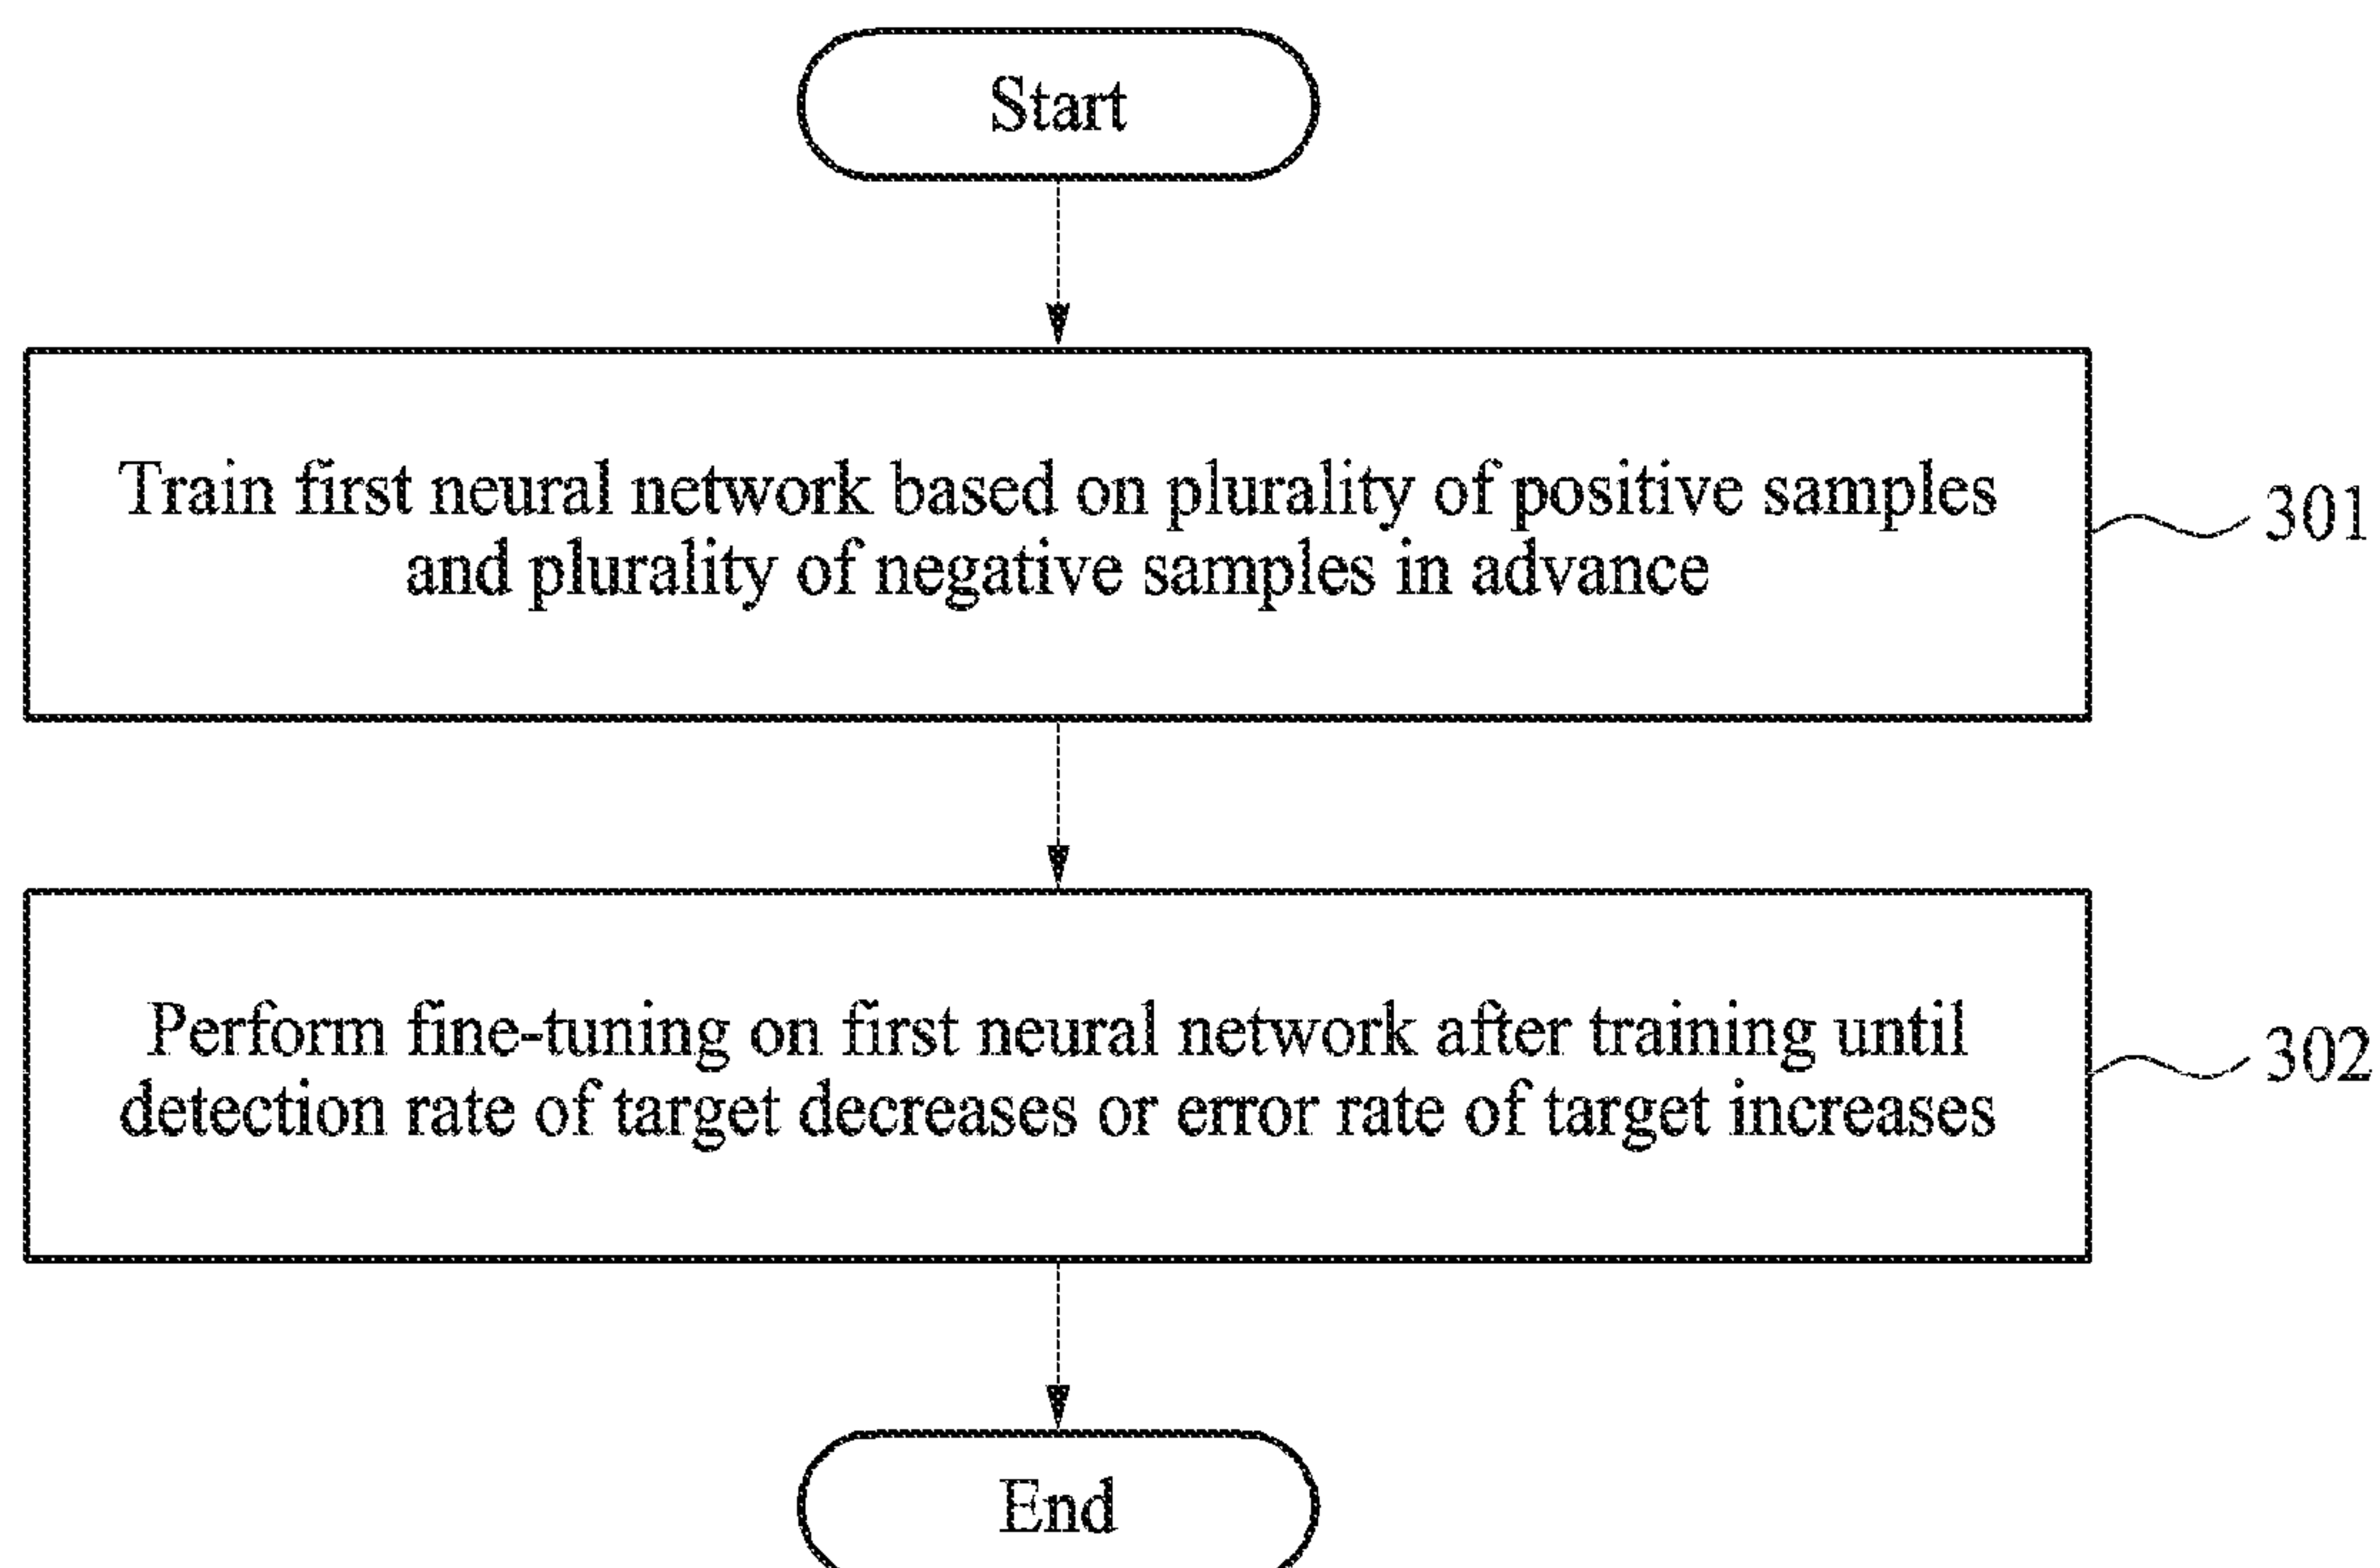 Start
Train first neural network based on plurality of positive samples
and plurality of negative samples in advance
301
Perform fine-tuning on first neural network after training until
detection rate of target decreases or error rate of target increases
302
End